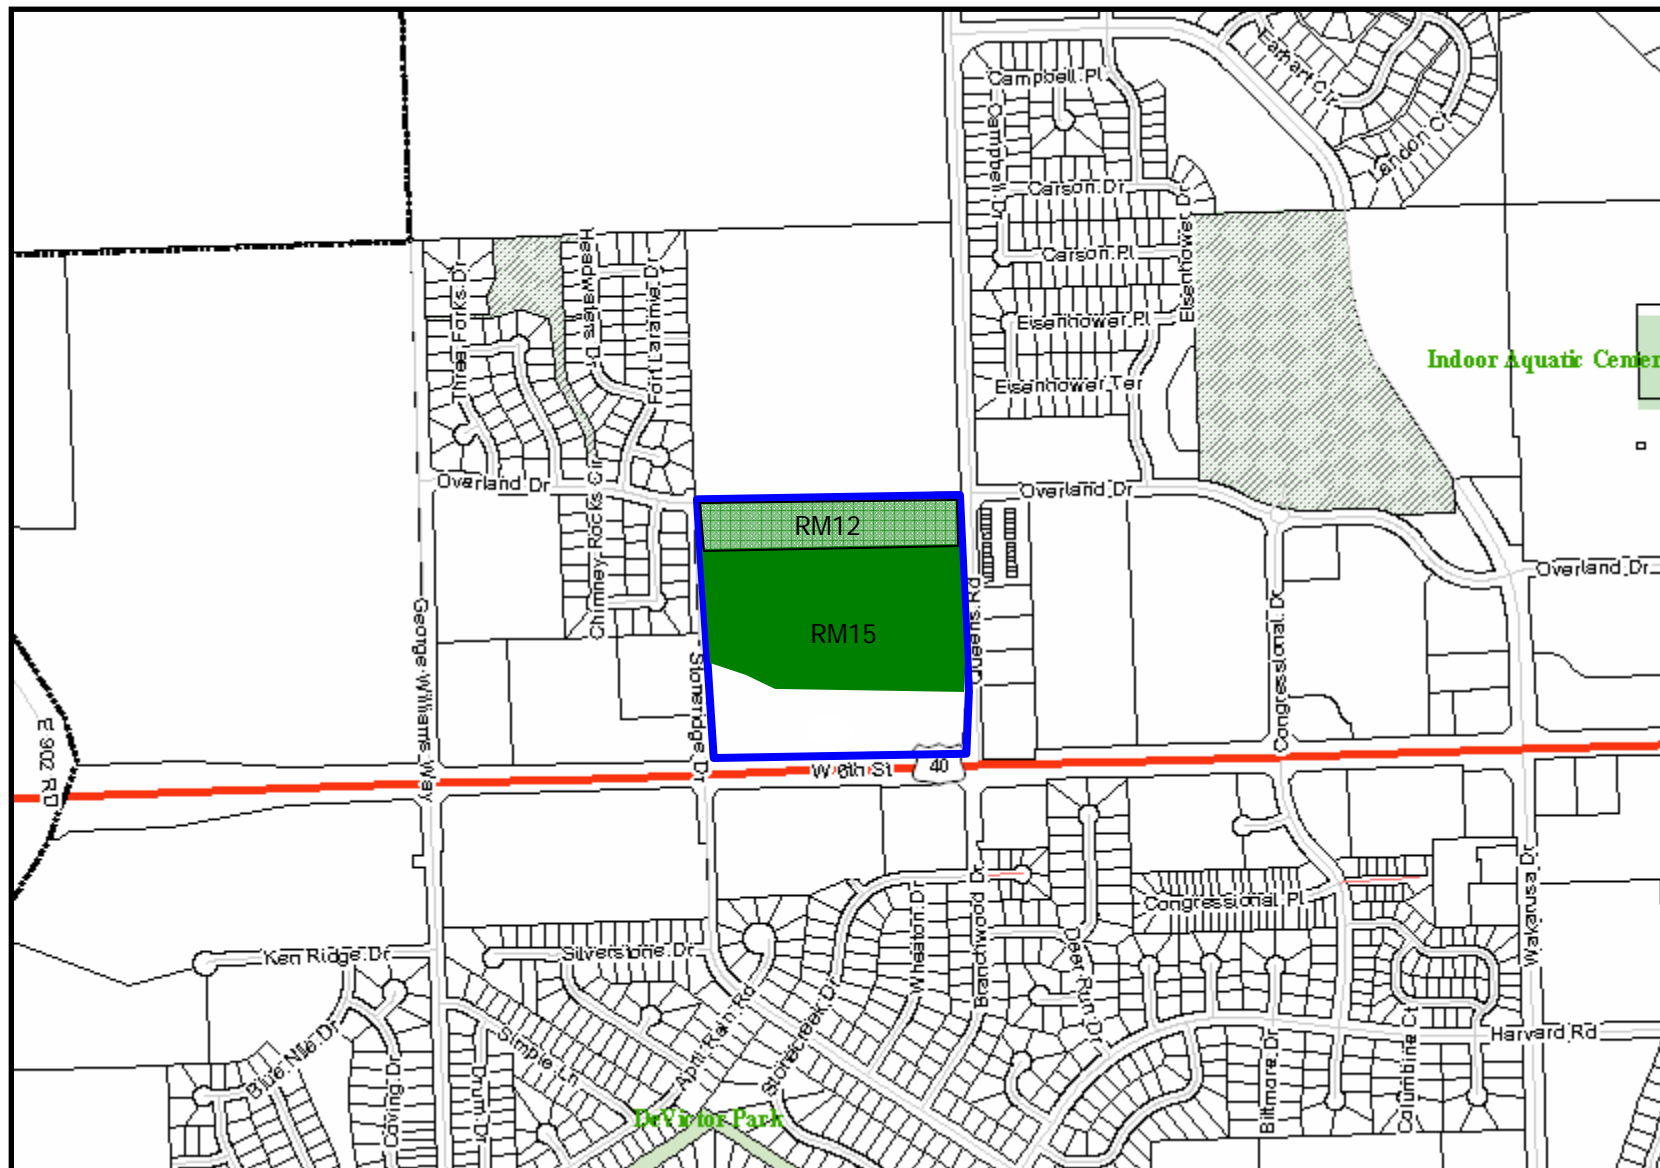 Campbell Pl
Earhart Cir
Landon Ct
Campbell Dr
Carson Dr
Eisenhower Dr
Carson Pl
Three Forks Dr
Headwaters Dr
Fort Laramie Dr
Eisenhower Pl
Indoor Aquatic Center
Eisenhower Ter
Overland Dr
Chimney Rocks Cir
Overland Dr
RM12
Overland Dr
George Williams Way
RM15
Queens Rd
Congressional Dr
Stoneridge Dr
E 902 RD
W 6th St
40
Wakarusa Dr
Congressional Pl
Wheaton Dr
Branchwood Dr
Deer Run Dr
Ken Ridge Dr
Silverstone Dr
April Rain Rd
Stonecreek Dr
Blue Nile Dr
Simple Ln
Harvard Rd
Coving Dr
Drum Dr
Biltmore Dr
Columbine Ct
DeVictor Park